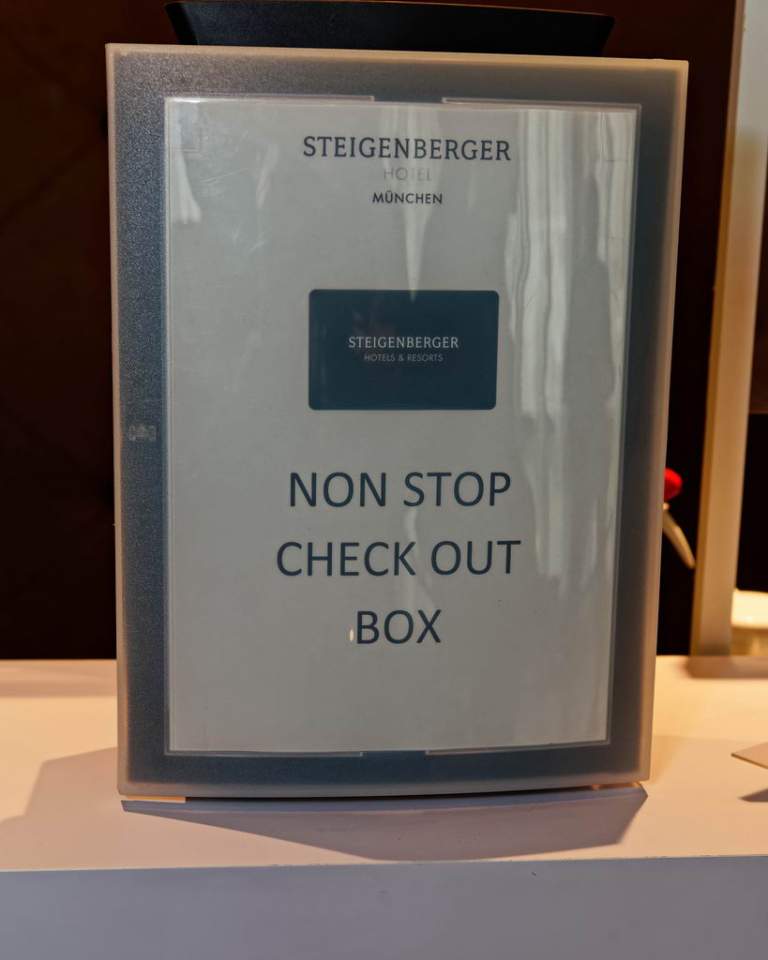 STEIGENBERGER
HOTEL
MÜNCHEN
STEIGENBERGER
HOTELS & RESORTS
NON STOP
CHECK OUT
BOX